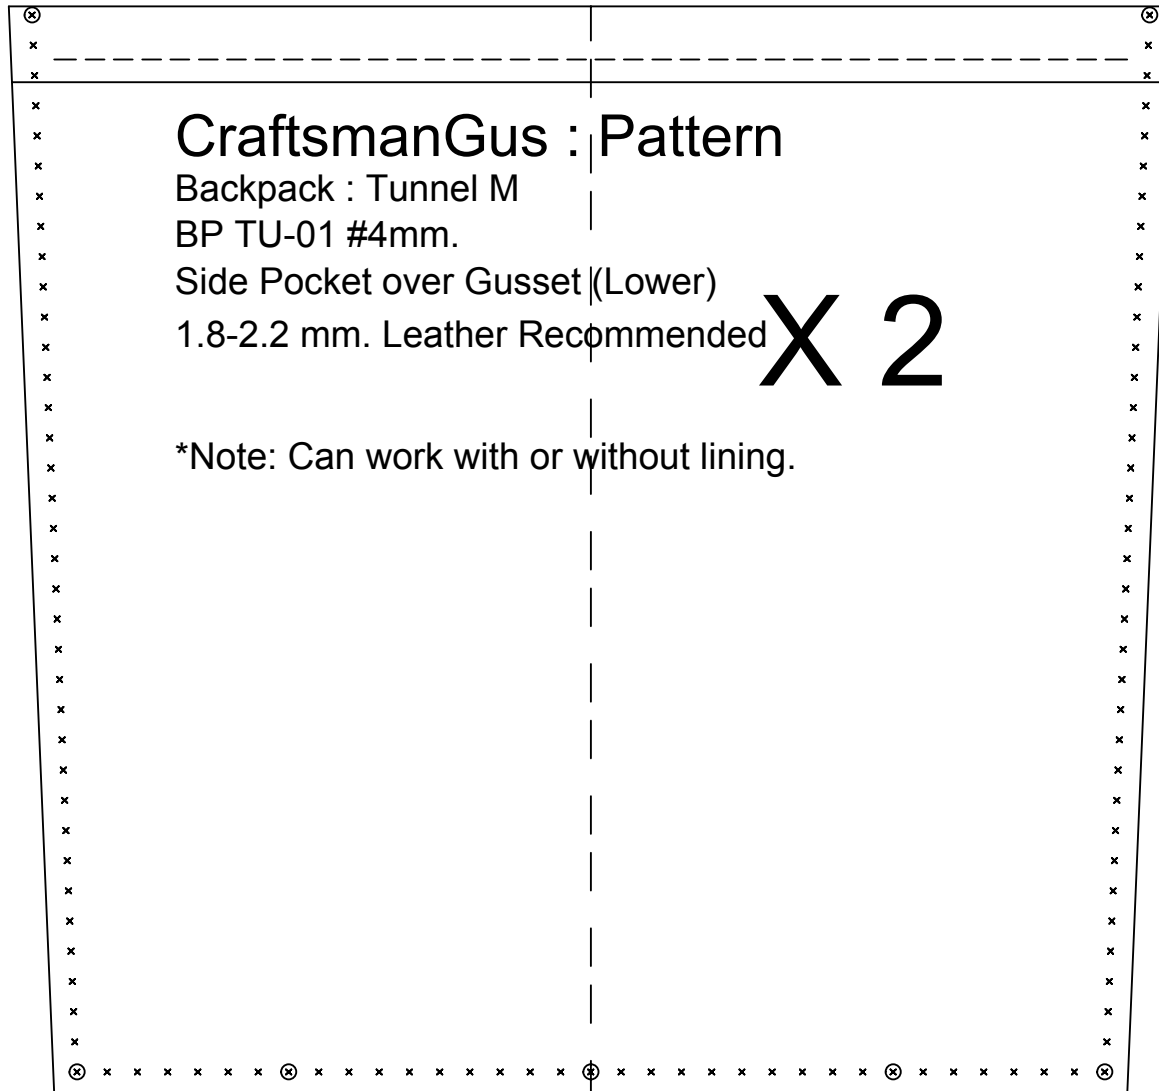 CraftsmanGus : Pattern
Backpack : Tunnel M
BP TU-01 #4mm.
Side Pocket over Gusset (Lower)
1.8-2.2 mm. Leather Recommended
X 2
*Note: Can work with or without lining.